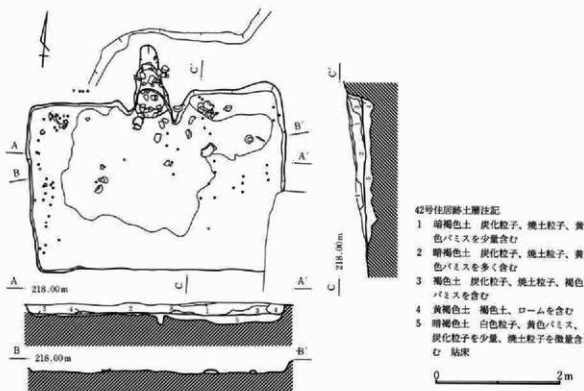 C'
C'
B'
A
A'
B
C
C
218.00m
A
218.00m
A'
B
218.00m
B'
42号住居跡土層注記
1 暗褐色土 炭化粒子、焼土粒子、黄
色パミスを少量含む
2 暗褐色土 炭化粒子、焼土粒子、黄
色パミスを多く含む
3 褐色土 炭化粒子、焼土粒子、褐色
パミスを含む
4 黄褐色土 褐色土、ロームを含む
5 暗褐色土 白色粒子、黄色パミス、
炭化粒子を少量、焼土粒子を微量含
む 貼床
0 2m